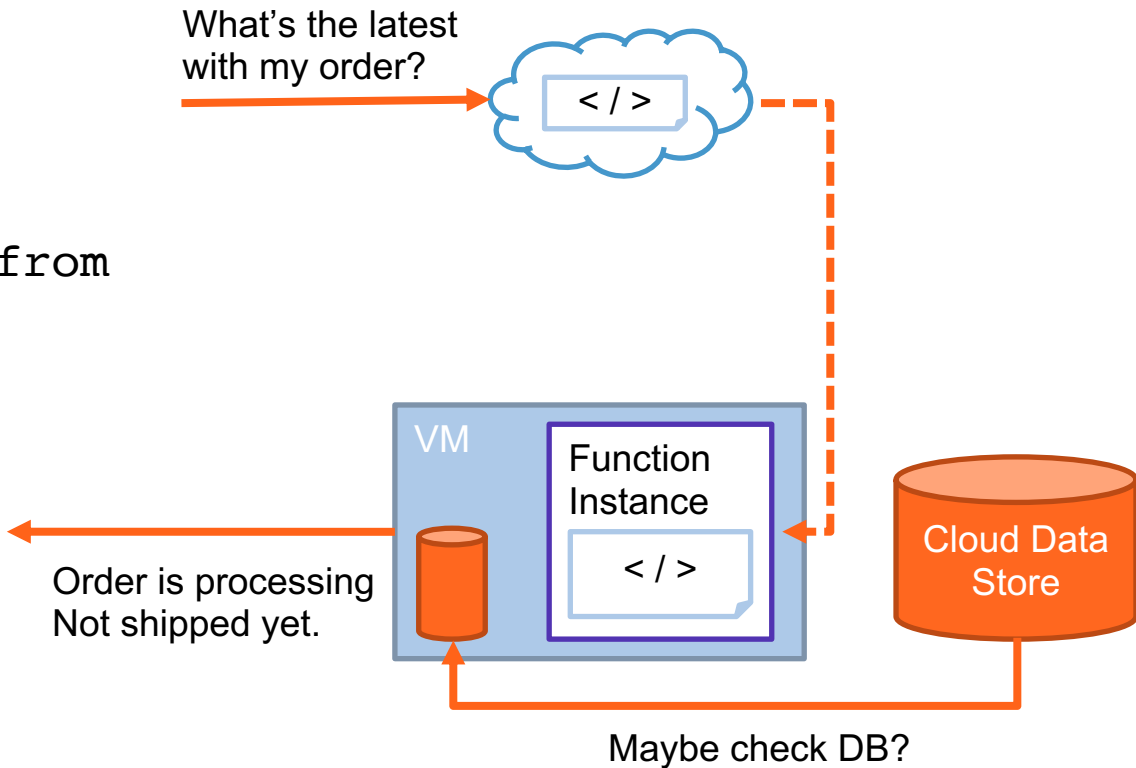 What’s the latest
with my order?
< / >
from
VM
Function
Instance
< / >
Cloud Data
Store
Order is processing
Not shipped yet.
Maybe check DB?